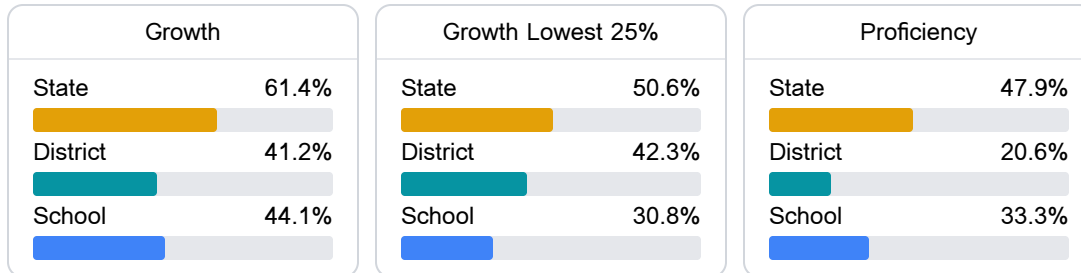 Growth
State 61.4%
District 41.2%
School 44.1%
Growth Lowest 25%
State 50.6%
District 42.3%
School 30.8%
Proficiency
State 47.9%
District 20.6%
School 33.3%